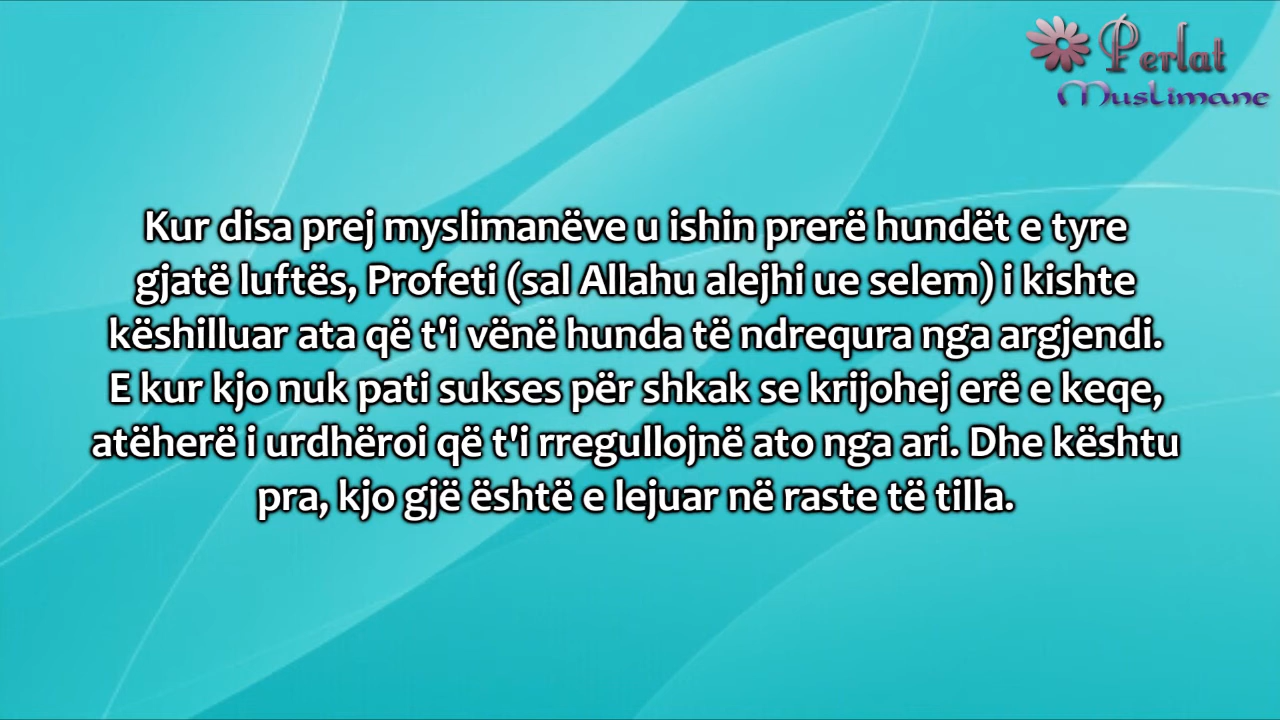 Perlat
Muslimane
Kur disa prej myslimanëve u ishin prerë hundët e tyre
gjatë luftës, Profeti (sal Allahu alejhi ue selem) i kishte
këshilluar ata që t'i vënë hunda të ndrequra nga argjendi.
E kur kjo nuk pati sukses për shkak se krijohej erë e keqe,
atëherë i urdhëroi që t'i rregullojnë ato nga ari. Dhe kështu
pra, kjo gjë është e lejuar në raste të tilla.